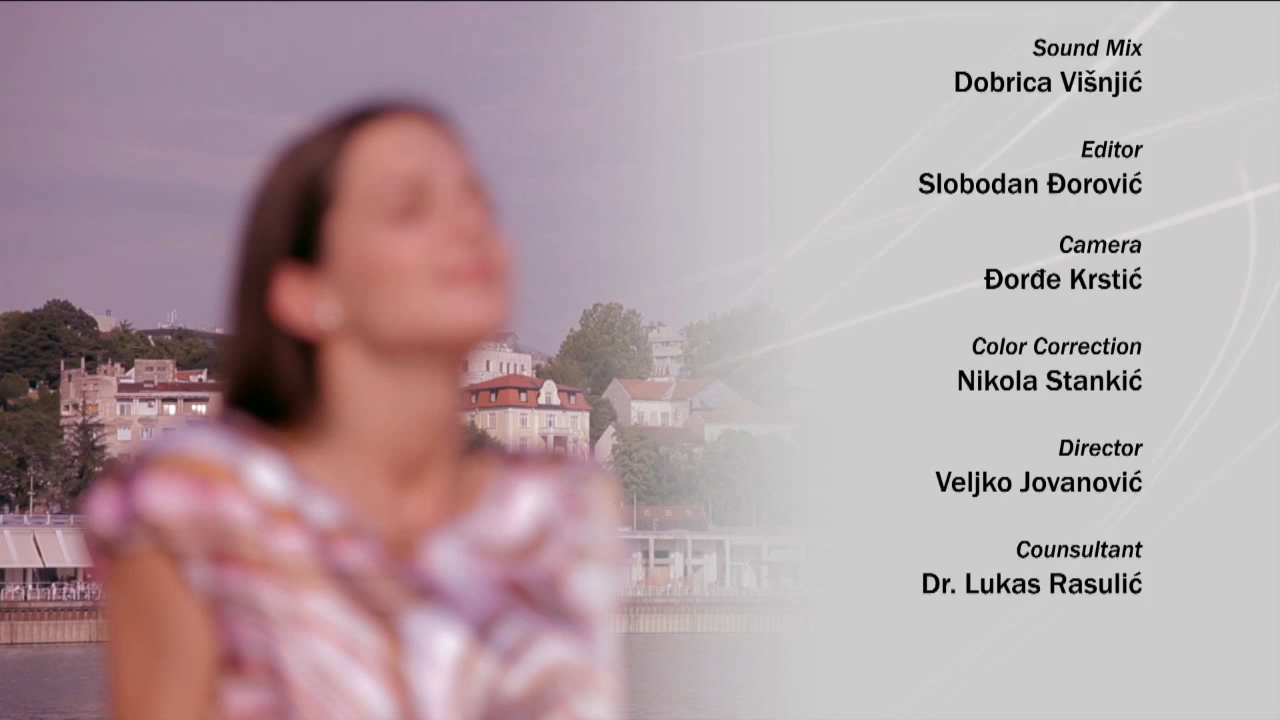 Sound Mix
Dobrica Višnjić
Editor
Slobodan Đorović
Camera
Đorđe Krstić
Color Correction
Nikola Stankić
Director
Veljko Jovanović
Counsultant
Dr. Lukas Rasulić